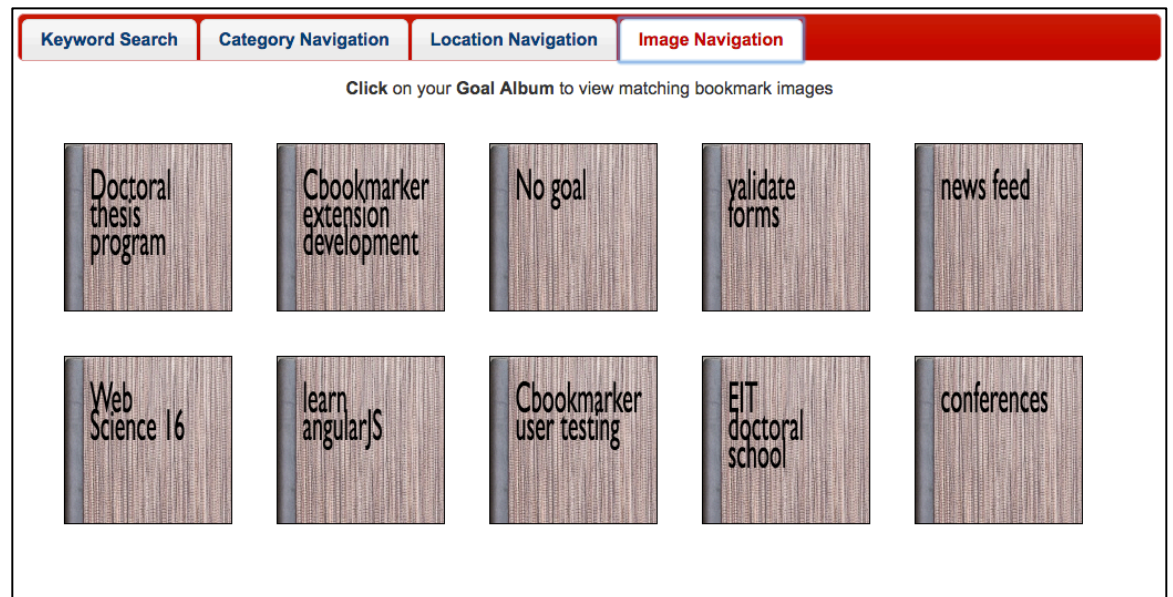 Keyword Search
Category Navigation
Location Navigation
Image Navigation
Click on your Goal Album to view matching bookmark images
Doctoral
thesis
program
Cbookmarker
extension
development
No goal
validate
forms
news feed
Web
Science 16
learn
angularJS
Cbookmarker
user testing
EIT
doctoral
school
conferences